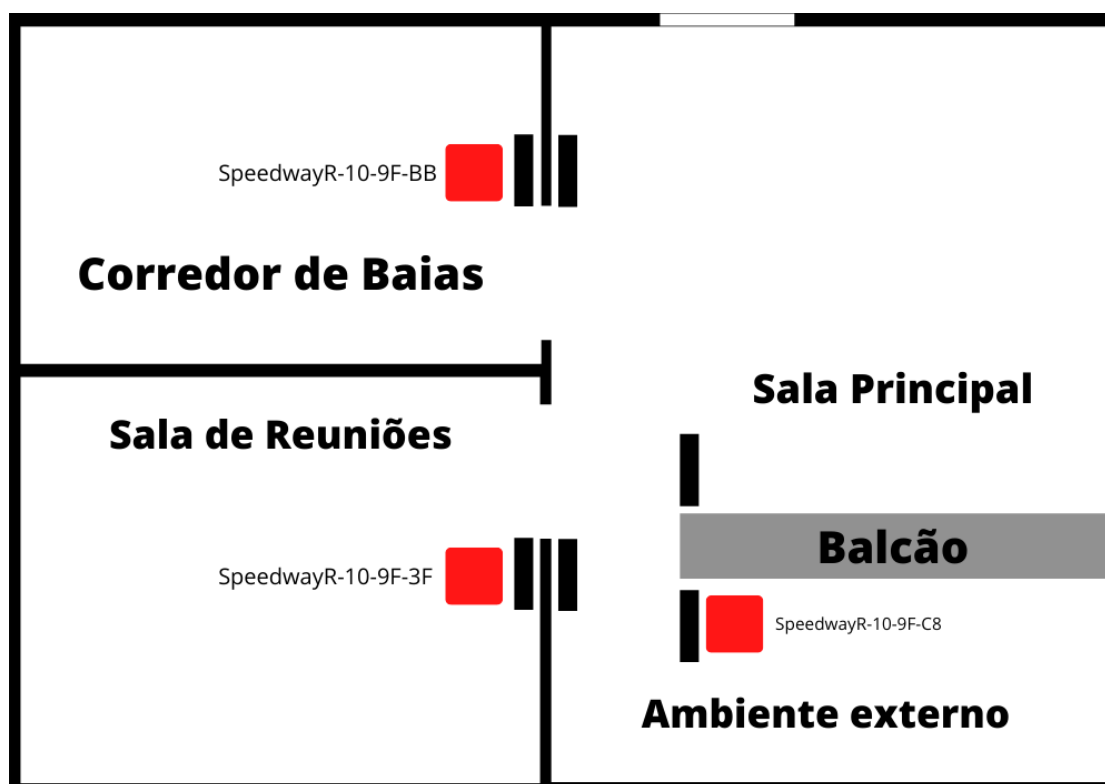 SpeedwayR-10-9F-BB
Corredor de Baias
Sala Principal
Sala de Reuniões
Balcão
SpeedwayR-10-9F-3F
SpeedwayR-10-9F-C8
Ambiente externo